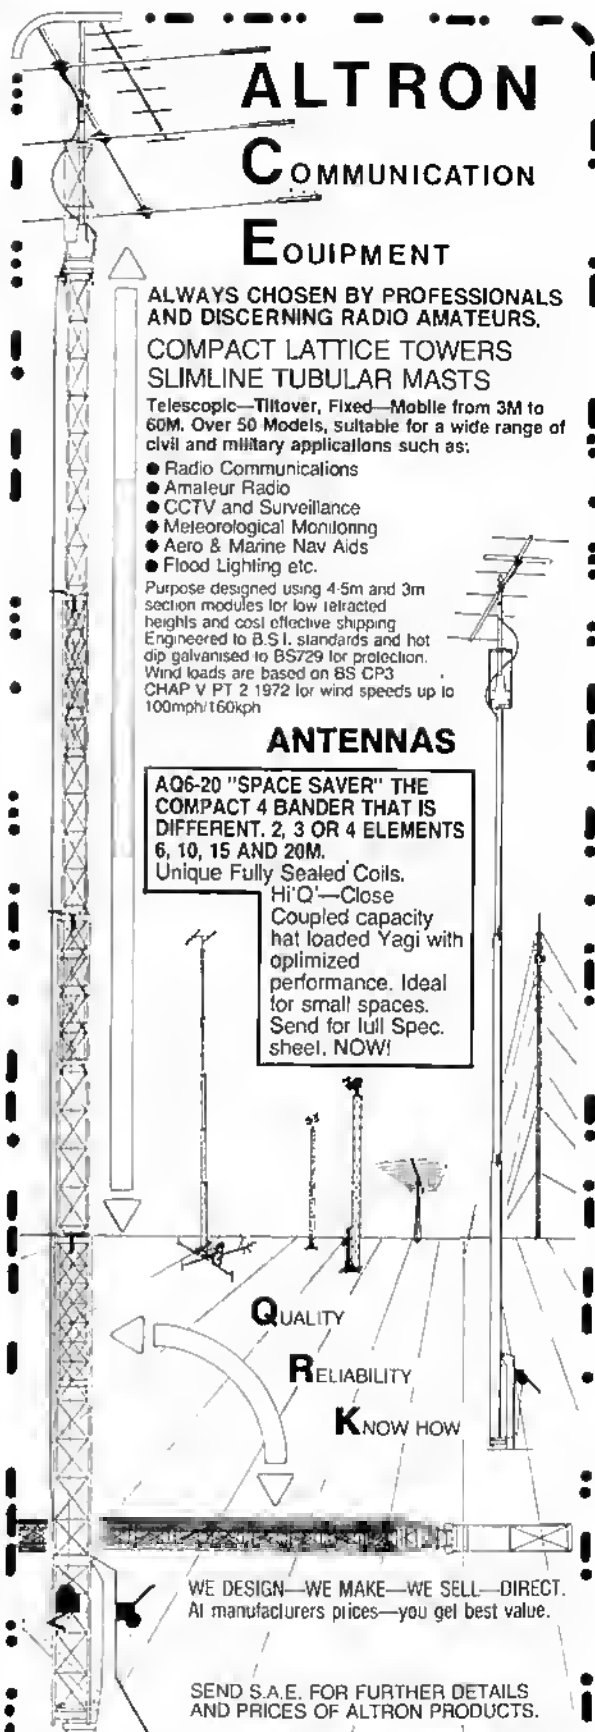 ALTRON
COMMUNICATION
EQUIPMENT
ALWAYS CHOSEN BY PROFESSIONALS
AND DISCERNING RADIO AMATEURS.
COMPACT LATTICE TOWERS
SLIMLINE TUBULAR MASTS
Telescopic—Tiltover, Fixed—Mobile from 3M to
60M. Over 50 Models, suitable for a wide range of
civil and military applications such as:
● Radio Communications
● Amateur Radio
● CCTV and Surveillance
● Meteorological Monitoring
● Aero & Marine Nav Aids
● Flood Lighting etc.
Purpose designed using 4·5m and 3m
section modules for low retracted
heights and cost effective shipping
Engineered to B.S.I. standards and hot
dip galvanised to BS729 for protection.
Wind loads are based on BS CP3
CHAP V PT 2 1972 for wind speeds up to
100mph/160kph
ANTENNAS
AQ6-20 "SPACE SAVER" THE
COMPACT 4 BANDER THAT IS
DIFFERENT. 2, 3 OR 4 ELEMENTS
6, 10, 15 AND 20M.
Unique Fully Sealed Coils.
Hi'Q'—Close
Coupled capacity
hat loaded Yagi with
optimized
performance. Ideal
for small spaces.
Send for full Spec.
sheet. NOW!
QUALITY
RELIABILITY
KNOW HOW
WE DESIGN—WE MAKE—WE SELL—DIRECT.
At manufacturers prices—you get best value.
SEND S.A.E. FOR FURTHER DETAILS
AND PRICES OF ALTRON PRODUCTS.